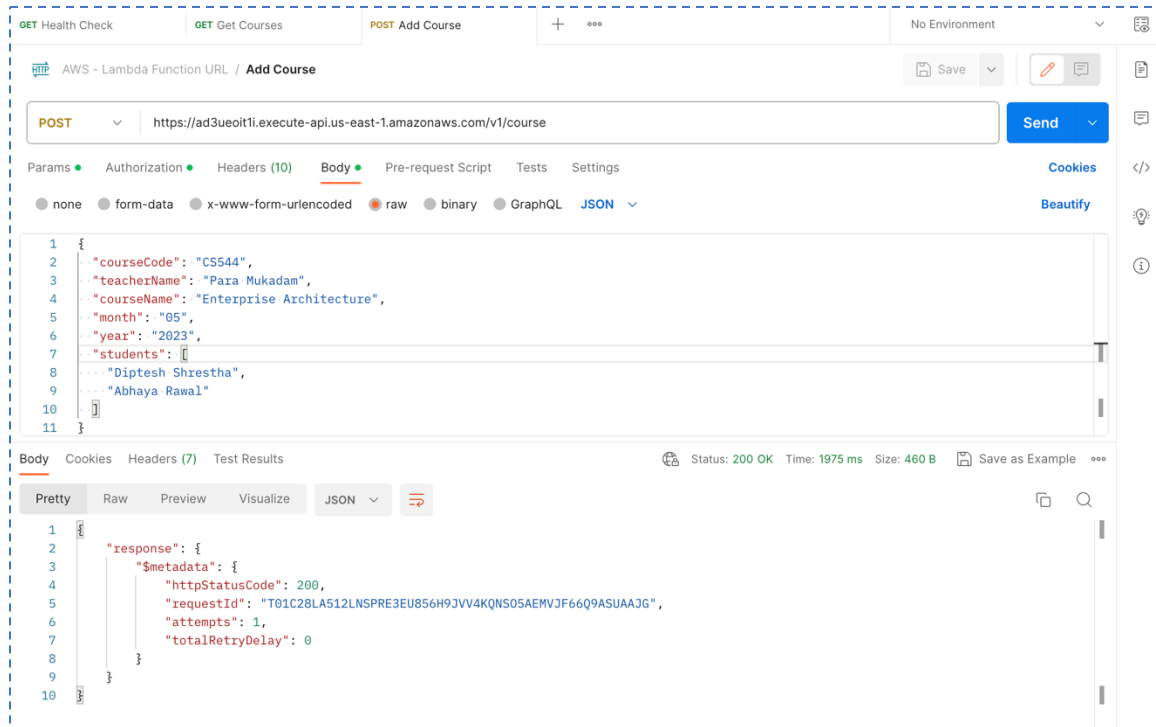 GET Health Check GET Get Courses POST Add Course No Environment
HTTP AWS - Lambda Function URL / Add Course Save
POST https://ad3ueoit1i.execute-api.us-east-1.amazonaws.com/v1/course Send
Params Authorization Headers (10) Body Pre-request Script Tests Settings Cookies
none form-data x-www-form-urlencoded raw binary GraphQL JSON Beautify
1 {
2 "courseCode": "CS544",
3 "teacherName": "Para Mukadam",
4 "courseName": "Enterprise Architecture",
5 "month": "05",
6 "year": "2023",
7 "students": [
8 "Diptesh Shrestha",
9 "Abhaya Rawal"
10 ]
11 }
Body Cookies Headers (7) Test Results Status: 200 OK Time: 1975 ms Size: 460 B Save as Example
Pretty Raw Preview Visualize JSON
1 {
2 "response": {
3 "$metadata": {
4 "httpStatusCode": 200,
5 "requestId": "T01C28LA512LNSPRE3EU856H9JVV4KQNSO5AEMVJF66Q9ASUAAJG",
6 "attempts": 1,
7 "totalRetryDelay": 0
8 }
9 }
10 }